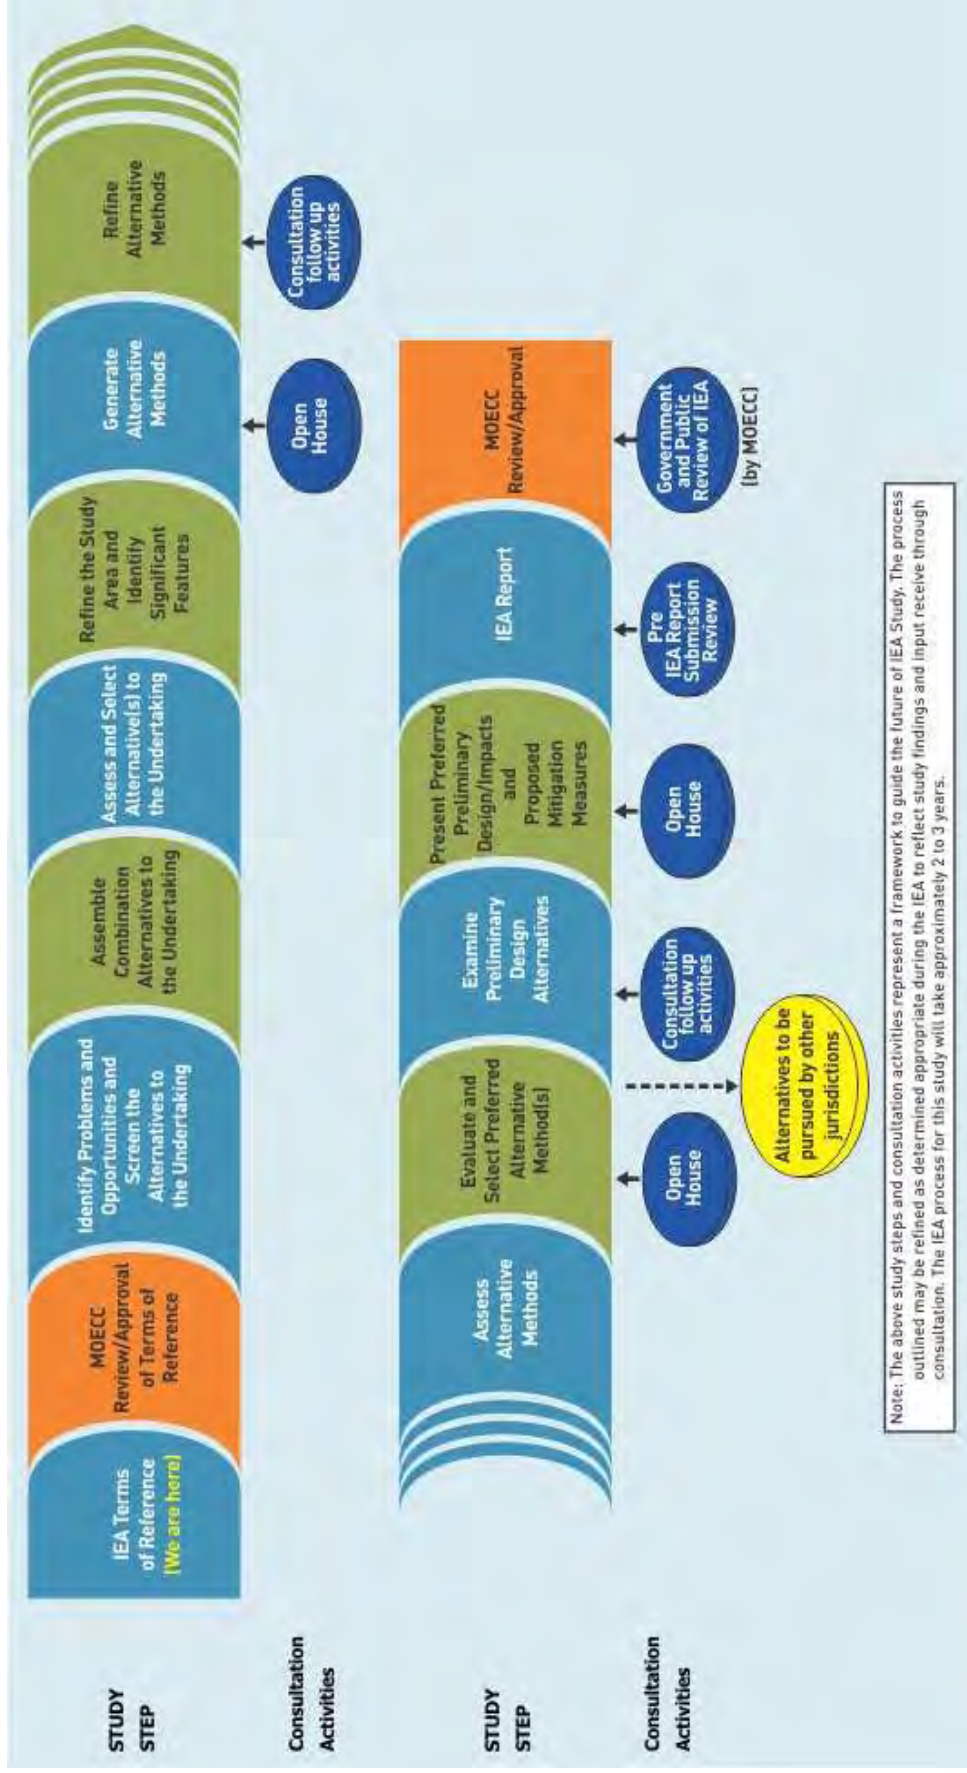 STUDY
STEP
IEA Terms
of Reference
(We are here)
MOECC
Review/Approval
of Terms of
Reference
Identify Problems and
Opportunities and
Screen the
Alternatives to
the Undertaking
Assemble
Combination
Alternatives to
the Undertaking
Assess and Select
Alternative(s) to
the Undertaking
Refine the Study
Area and
Identify
Significant
Features
Generate
Alternative
Methods
Refine
Alternative
Methods
Consultation
Activities
Open
House
Consultation
follow up
activities
STUDY
STEP
Assess
Alternative
Methods
Evaluate and
Select Preferred
Alternative
Method(s)
Examine
Preliminary
Design
Alternatives
Present Preferred
Preliminary
Design/Impacts
and
Proposed
Mitigation
Measures
IEA Report
MOECC
Review/Approval
Consultation
Activities
Open
House
Consultation
follow up
activities
Open
House
Pre
IEA Report
Submission
Review
Government
and Public
Review of IEA
(by MOECC)
Alternatives to be
pursued by other
jurisdictions
Note: The above study steps and consultation activities represent a framework to guide the future of IEA Study. The process
outlined may be refined as determined appropriate during the IEA to reflect study findings and input receive through
consultation. The IEA process for this study will take approximately 2 to 3 years.